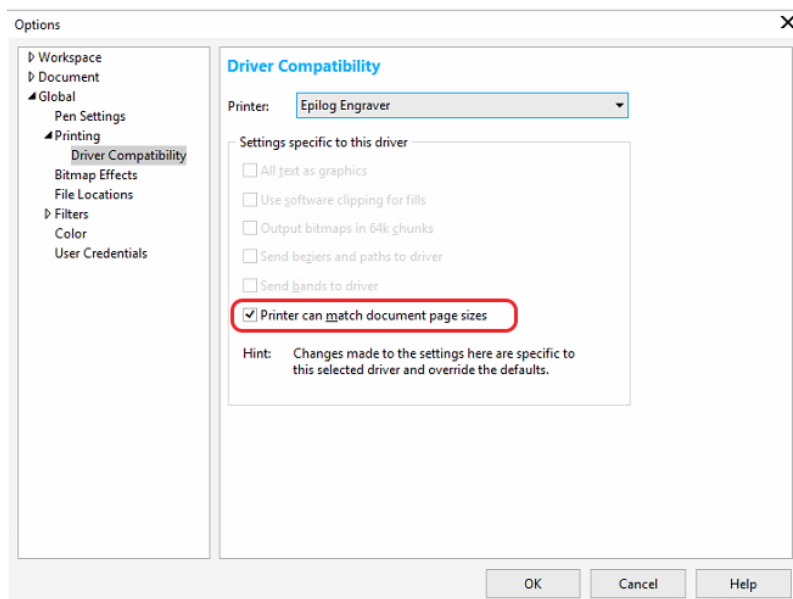 Options
Workspace
Document
Global
Pen Settings
Printing
Driver Compatibility
Bitmap Effects
File Locations
Filters
Color
User Credentials
Driver Compatibility
Printer: Epilog Engraver
Settings specific to this driver
All text as graphics
Use software clipping for fills
Output bitmaps in 64k chunks
Send beziers and paths to driver
Send bands to driver
Printer can match document page sizes
Hint: Changes made to the settings here are specific to
this selected driver and override the defaults.
OK Cancel Help